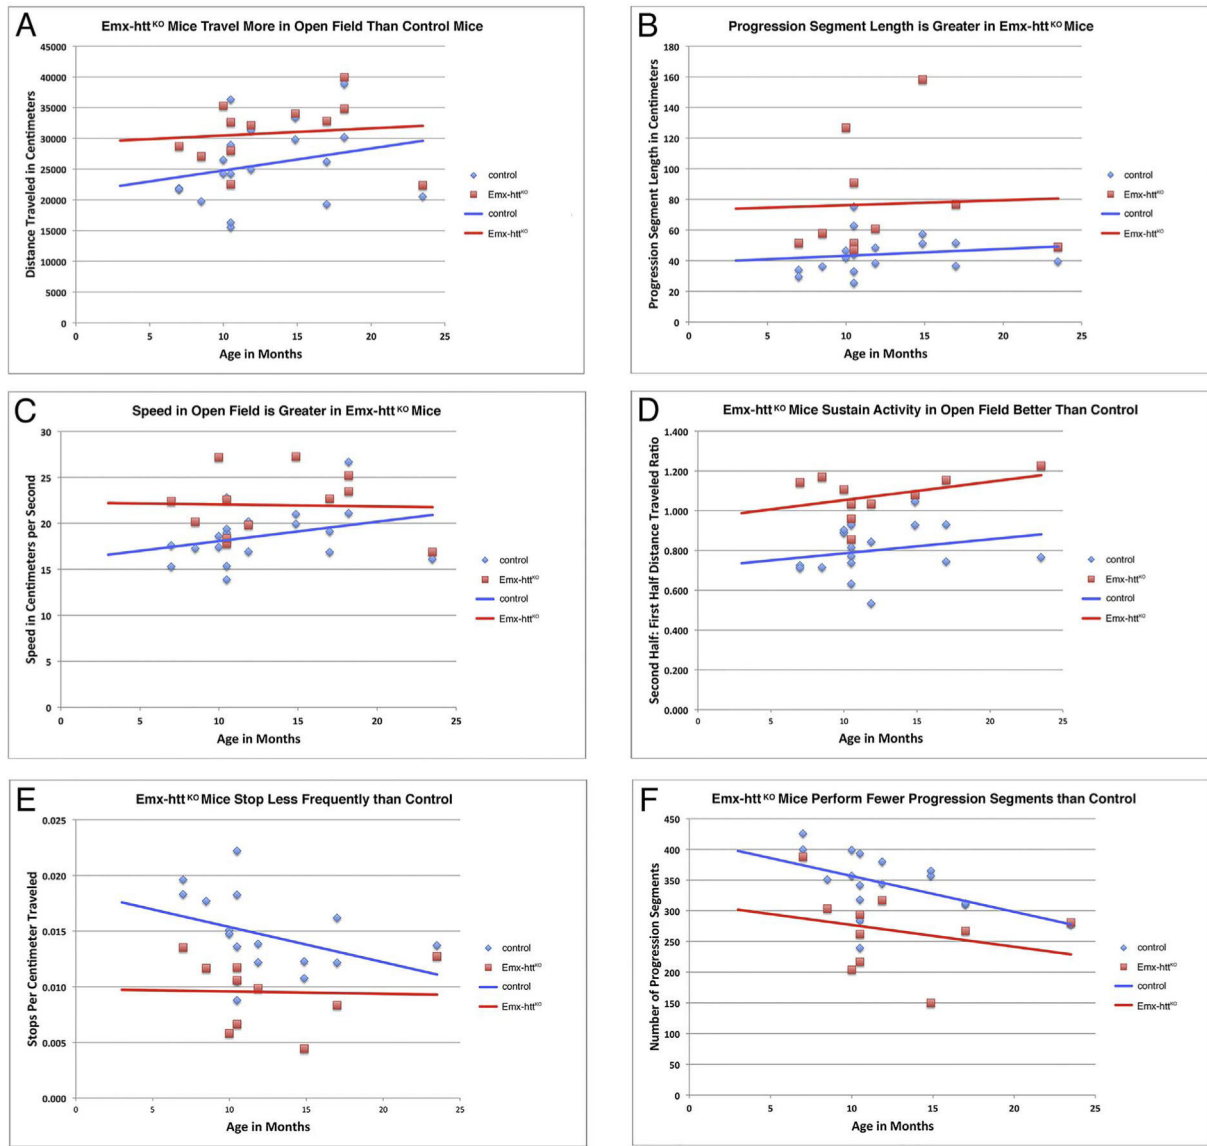 A
Emx-htt KO Mice Travel More in Open Field Than Control Mice
Distance Traveled in Centimeters
45000
40000
35000
30000
25000
20000
15000
10000
5000
0
0 5 10 15 20 25
Age in Months
control
Emx-htt KO
control
Emx-htt KO
B
Progression Segment Length is Greater in Emx-htt KO Mice
Progression Segment Length in Centimeters
180
160
140
120
100
80
60
40
20
0
0 5 10 15 20 25
Age in Months
control
Emx-htt KO
control
Emx-htt KO
C
Speed in Open Field is Greater in Emx-htt KO Mice
Speed in Centimeters per Second
30
25
20
15
10
5
0
0 5 10 15 20 25
Age in Months
control
Emx-htt KO
control
Emx-htt KO
D
Emx-htt KO Mice Sustain Activity in Open Field Better Than Control
Second Half: First Half Distance Traveled Ratio
1.400
1.200
1.000
0.800
0.600
0.400
0.200
0.000
0 5 10 15 20 25
Age in Months
control
Emx-htt KO
control
Emx-htt KO
E
Emx-htt KO Mice Stop Less Frequently than Control
Stops Per Centimeter Traveled
0.025
0.020
0.015
0.010
0.005
0.000
0 5 10 15 20 25
Age in Months
control
Emx-htt KO
control
Emx-htt KO
F
Emx-htt KO Mice Perform Fewer Progression Segments than Control
Number of Progression Segments
450
400
350
300
250
200
150
100
50
0
0 5 10 15 20 25
Age in Months
control
Emx-htt KO
control
Emx-htt KO